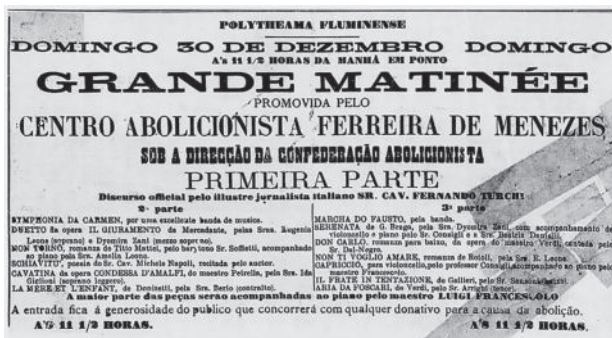 POLYTHEAMA FLUMINENSE
DOMINGO 30 DE DEZEMBRO DOMINGO
A's 11 1/2 HORAS DA MANHÃ EM PONTO
GRANDE MATINÉE
PROMOVIDA PELO
CENTRO ABOLICIONISTA FERREIRA DE MENEZES
SOB A DIRECÇÃO DA CONFEDERAÇÃO ABOLICIONISTA
PRIMEIRA PARTE
Discurso official pelo illustre jornalista italiano SR. CAV. FERNANDO TURCHI
2ª parte
SYMPHONIA DA CARMEN, por uma excellente banda de musica.
DUETTO da opera IL GIURAMENTO de Mercadante, pelas Sras. Eugenia
Leona (soprano) e Dyomira Zani (mezzo soprano).
NON TORNO, romanza de Titto Mattei, pelo barytono Sr. Soffietti, acompanhado
ao piano pela Sra. Amelia Leone.
SCHIAVITU', poesia do Sr. Cav. Michele Napoli, recitada pelo auctor.
CAVATINA da opera CONDESSA D'AMALFI, do maestro Petrella, pela Sra. Ida
Giglioni (soprano leggero).
LA MÈRE ET L'ENFANT, de Donizetti, pela Sra. Berio (contralto).
3ª parte
MARCHA DO FAUSTO, pela banda.
SERENATA de G. Braga, pela Sra. Dyomira Zani, com acompanhamento de
violoncello e piano pelo Sr. Consigli e Sra. Beatriz
DON CARLO, romanza para baixo, da opera do maestro Verdi, cantada pelo
Sr. Dal-Negro.
NON TI VOGLIO AMARE, romanza de Rotoli, pela Sra. E. Leona.
CAPRICCIO, para violoncello, pelo professor Consigli acompanhado ao piano pelo
maestro Francescolo.
IL FRATE IN TENTAZIONE, de Gallieri, pelo Sr.
ARIA DA FOSCARI, de Verdi, pelo Sr. Arrighi (tenor).
A maior parte das peças serão acompanhadas ao piano pelo maestro LUIGI FRANCESCOLO
A entrada fica á generosidade do publico que concorrerá com qualquer donativo para a causa da abolição.
A's 11 1/2 HORAS. A's 11 1/2 HORAS.